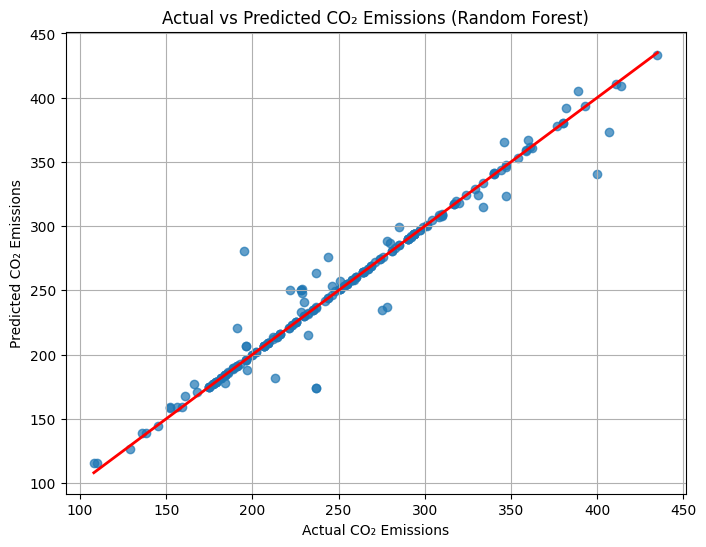 Actual vs Predicted CO₂ Emissions (Random Forest)
450
400
350
300
250
200
150
100
Predicted CO₂ Emissions
100 150 200 250 300 350 400 450
Actual CO₂ Emissions